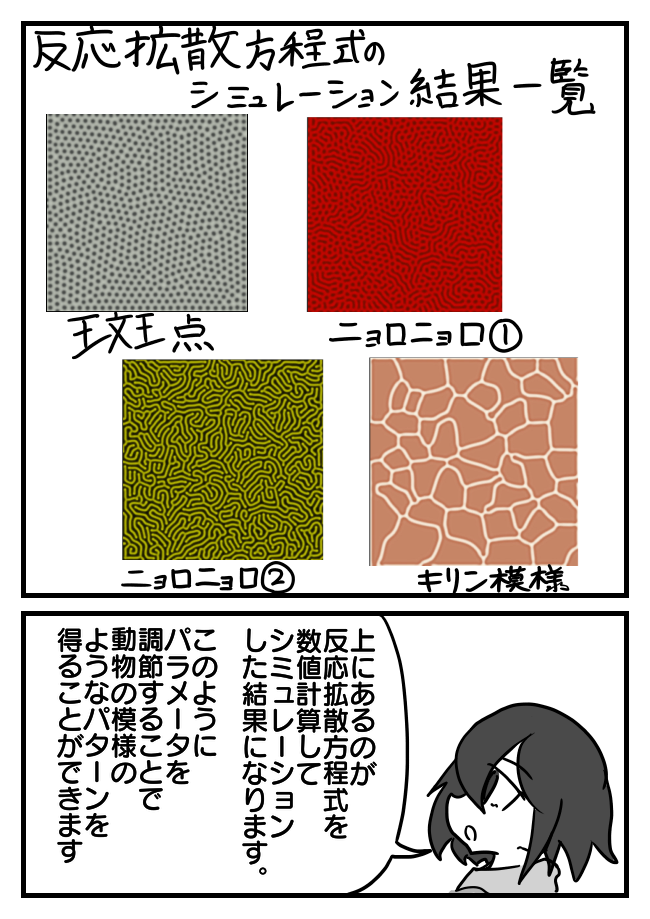 反応拡散方程式の
シミュレーション結果一覧
斑点
ニョロニョロ①
ニョロニョロ②
キリン模様
上にあるのが
反応拡散方程式を
数値計算して
シミュレーション
した結果になります。
このように
パラメータを
調節することで
動物の模様の
ようなパターンを
得ることができます